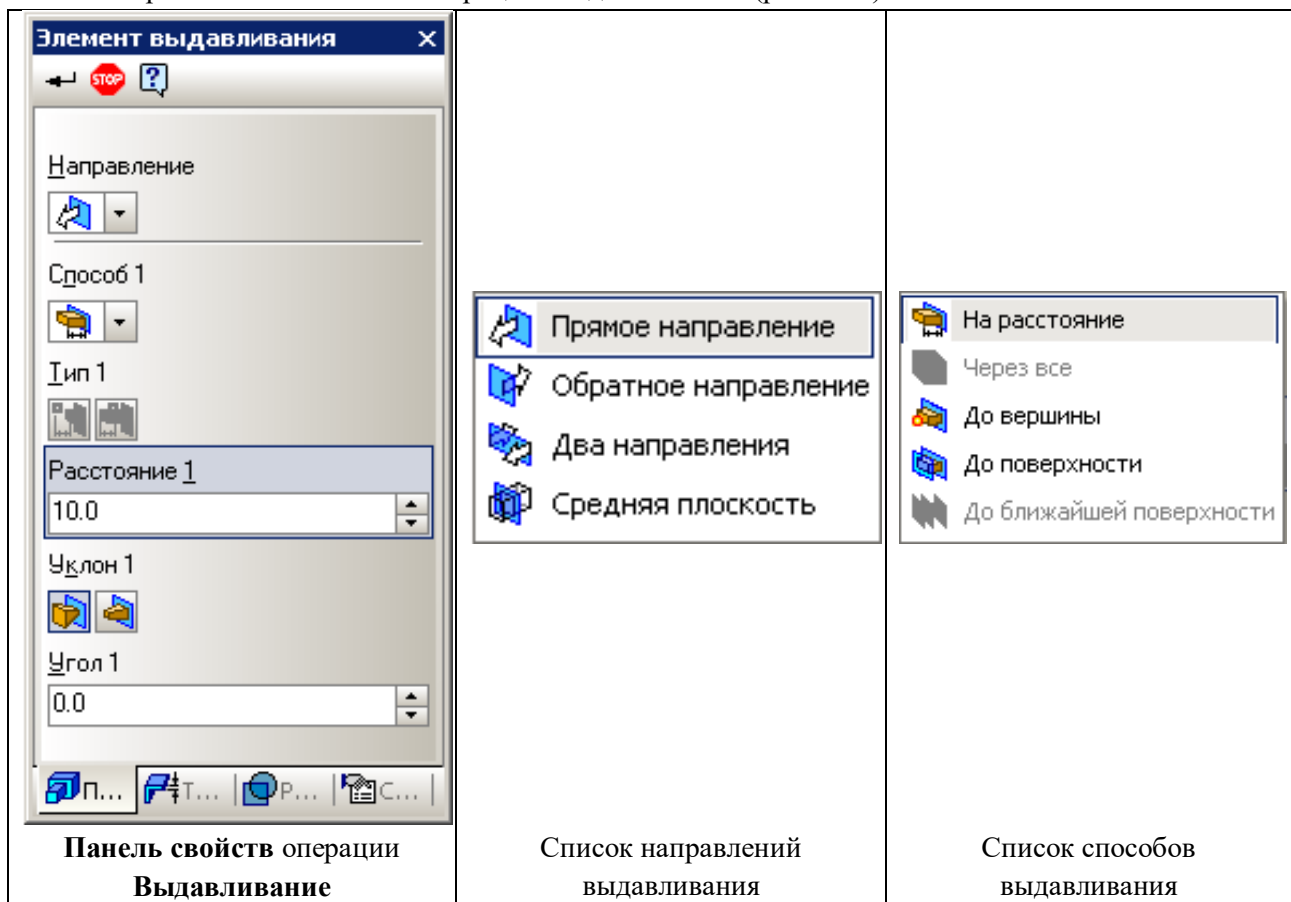 Элемент выдавливания
STOP
Направление
Способ 1
Тип 1
Расстояние 1
10.0
Уклон 1
Угол 1
0.0
П... Т... Р... С...
Панель свойств операции
Выдавливание
Прямое направление
Обратное направление
Два направления
Средняя плоскость
Список направлений
выдавливания
На расстояние
Через все
До вершины
До поверхности
До ближайшей поверхности
Список способов
выдавливания